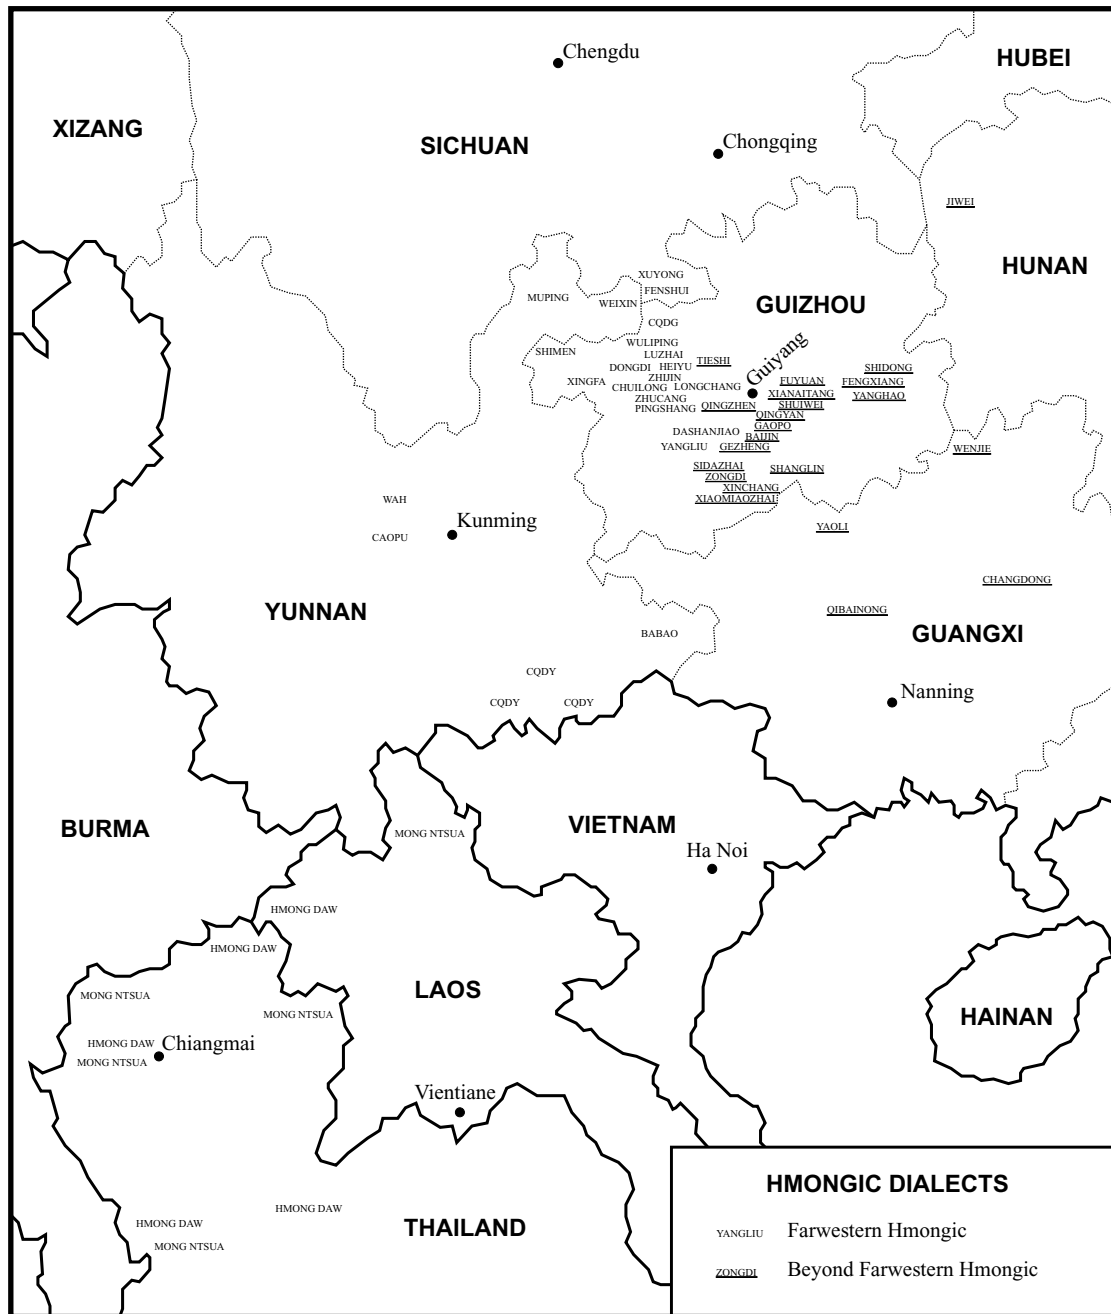 Chengdu
HUBEI
XIZANG
SICHUAN
Chongqing
JIWEI
HUNAN
XUYONG
MUPING
FENSHUI
WEIXIN
GUIZHOU
CQDG
WULIPING
SHIMEN
LUZHAI
TIESHI
DONGDI
HEIYU
Guiyang
SHIDONG
ZHIJIN
XINGFA
CHUILONG
LONGCHANG
FUYUAN
FENGXIANG
XIANAITANG
YANGHAO
ZHUCANG
PINGSHANG
QINGZHEN
SHUIWEI
QINGYAN
GAOPO
DASHANJIAO
BAIJIN
YANGLIU
GEZHENG
WENJIE
SIDAZHAI
SHANGLIN
ZONGDI
XINCHANG
XIAOMIAOZHAI
WAH
Kunming
YAOLI
CAOPU
CHANGDONG
YUNNAN
QIBAINONG
BABAO
GUANGXI
CQDY
Nanning
CQDY
CQDY
BURMA
MONG NTSUA
VIETNAM
Ha Noi
HMONG DAW
HMONG DAW
LAOS
MONG NTSUA
MONG NTSUA
HAINAN
HMONG DAW
Chiangmai
MONG NTSUA
Vientiane
HMONG DAW
HMONG DAW
THAILAND
MONG NTSUA
HMONGIC DIALECTS
YANGLIU Farwestern Hmongic
ZONGDI Beyond Farwestern Hmongic